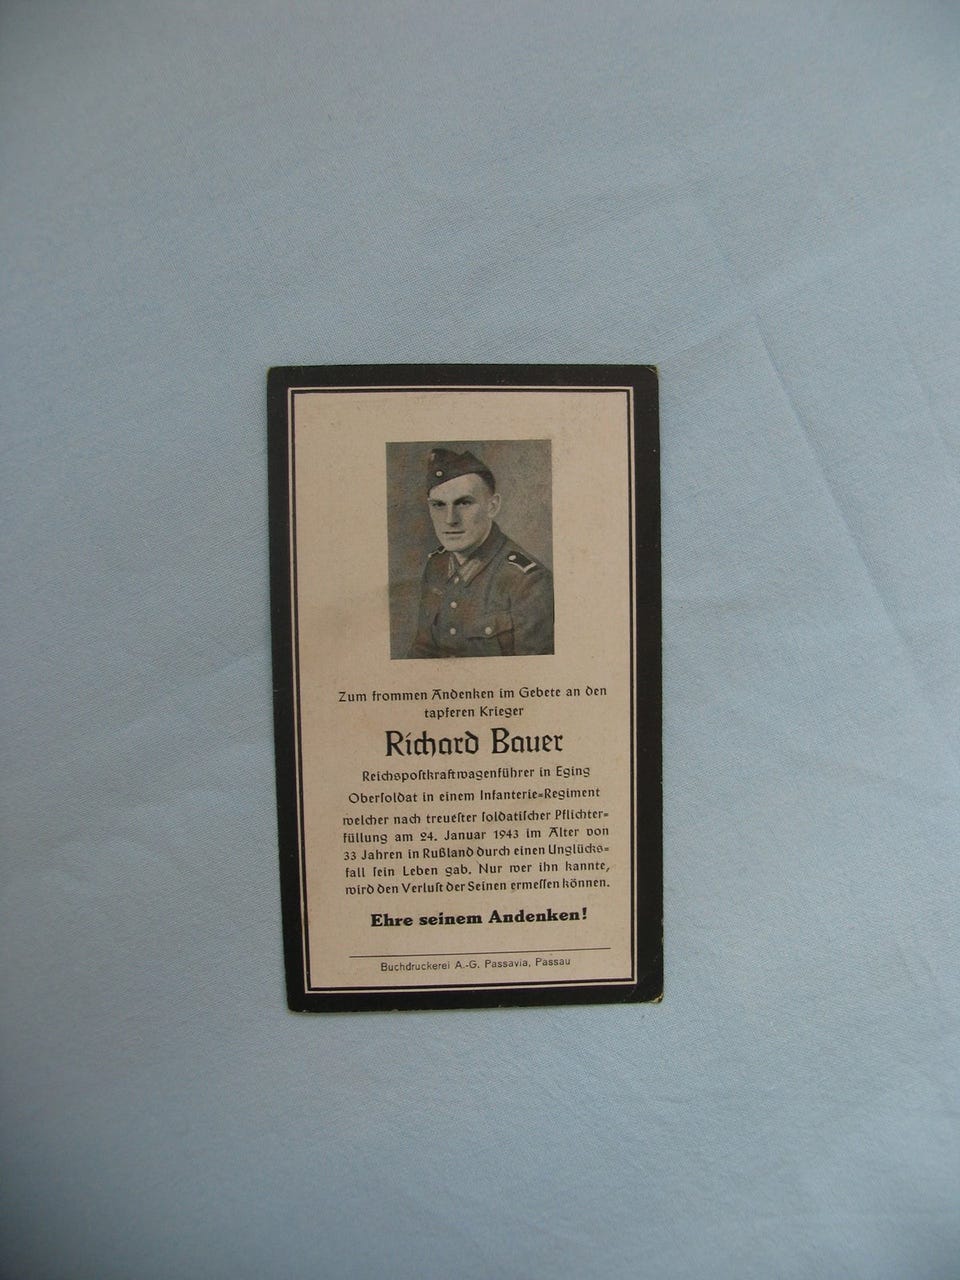 Zum frommen Andenken im Gebete an den
tapferen Krieger
Richard Bauer
Reichspoſtkraftwagenführer in Eging
Oberſoldat in einem Infanterie=Regiment
welcher nach treueſter ſoldatiſcher Pflichter=
füllung am 24. Januar 1943 im Alter von
33 Jahren in Rußland durch einen Unglücks=
fall ſein Leben gab. Nur wer ihn kannte,
wird den Verluſt der Seinen ermeſſen können.
Ehre seinem Andenken!
Buchdruckerei A.-G. Passavia, Passau